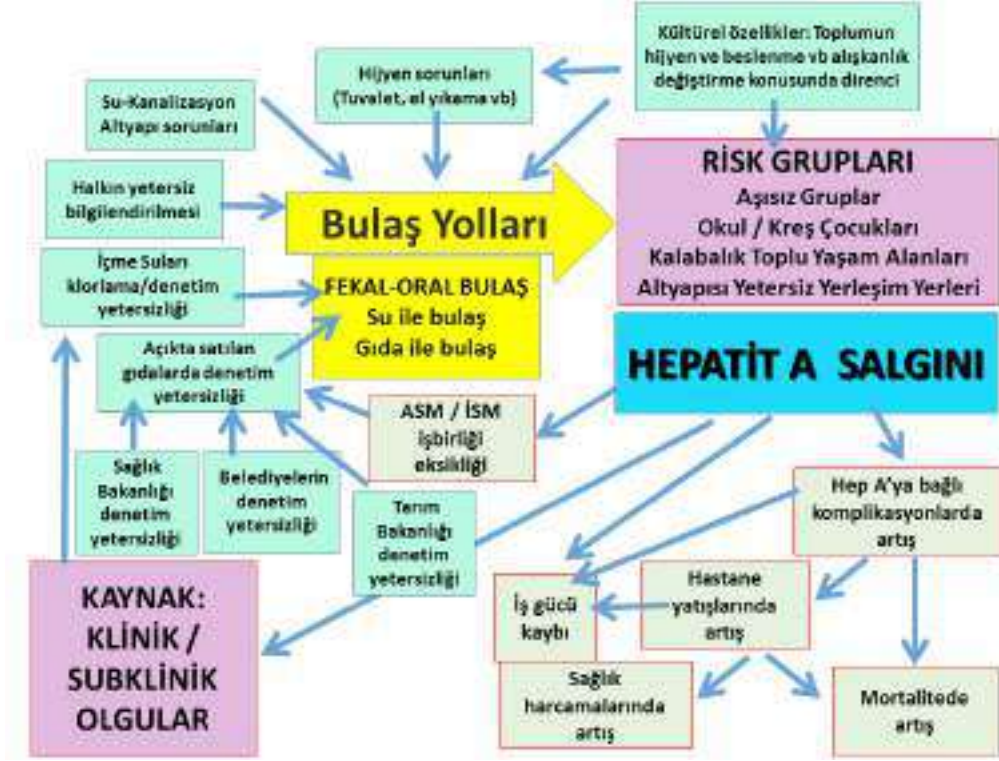 Kültürel özellikler: Toplumun
hijyen ve beslenme vb alışkanlık
değiştirme konusunda direnci
Hijyen sorunları
(Tuvalet, el yıkama vb)
Su-Kanalizasyon
Altyapı sorunları
Halkın yetersiz
bilgilendirilmesi
Bulaş Yolları
RİSK GRUPLARI
Aşısız Gruplar
Okul / Kreş Çocukları
Kalabalık Toplu Yaşam Alanları
Altyapısı Yetersiz Yerleşim Yerleri
İçme Suları
klorlama/denetim
yetersizliği
FEKAL-ORAL BULAŞ
Su ile bulaş
Gıda ile bulaş
Açıkta satılan
gıdalarda denetim
yetersizliği
HEPATİT A SALGINI
ASM / İSM
işbirliği
eksikliği
Sağlık
Bakanlığı
denetim
yetersizliği
Belediyelerin
denetim
yetersizliği
Tarım
Bakanlığı
denetim
yetersizliği
Hep A'ya bağlı
komplikasyonlarda
artış
KAYNAK:
KLİNİK /
SUBKLİNİK
OLGULAR
İş gücü
kaybı
Hastane
yatışlarında
artış
Sağlık
harcamalarında
artış
Mortalitede
artış